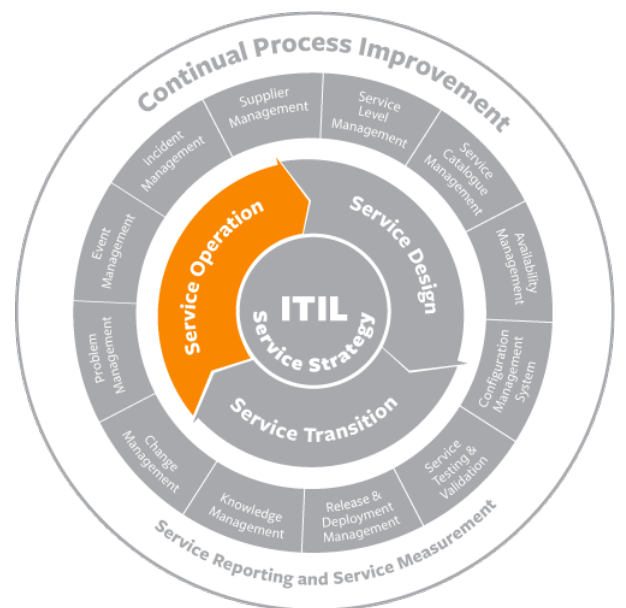 Continual Process Improvement
Supplier
Management
Service
Level
Management
Service
Catalogue
Management
Availability
Management
Configuration
Management
System
Service
Testing &
Validation
Release &
Deployment
Management
Knowledge
Management
Change
Management
Problem
Management
Event
Management
Incident
Management
Service Operation
Service Design
Service Transition
ITIL
Service Strategy
Service Reporting and Service Measurement